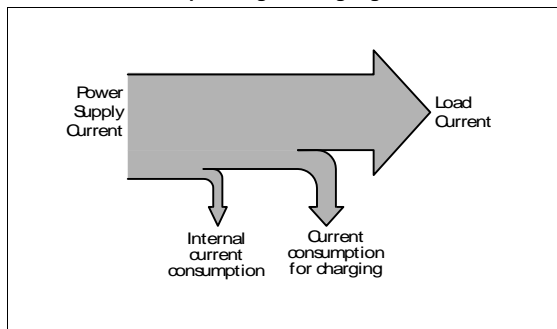 Power
Supply
Current
Load
Current
Internal
current
consumption
Current
consumption
for charging